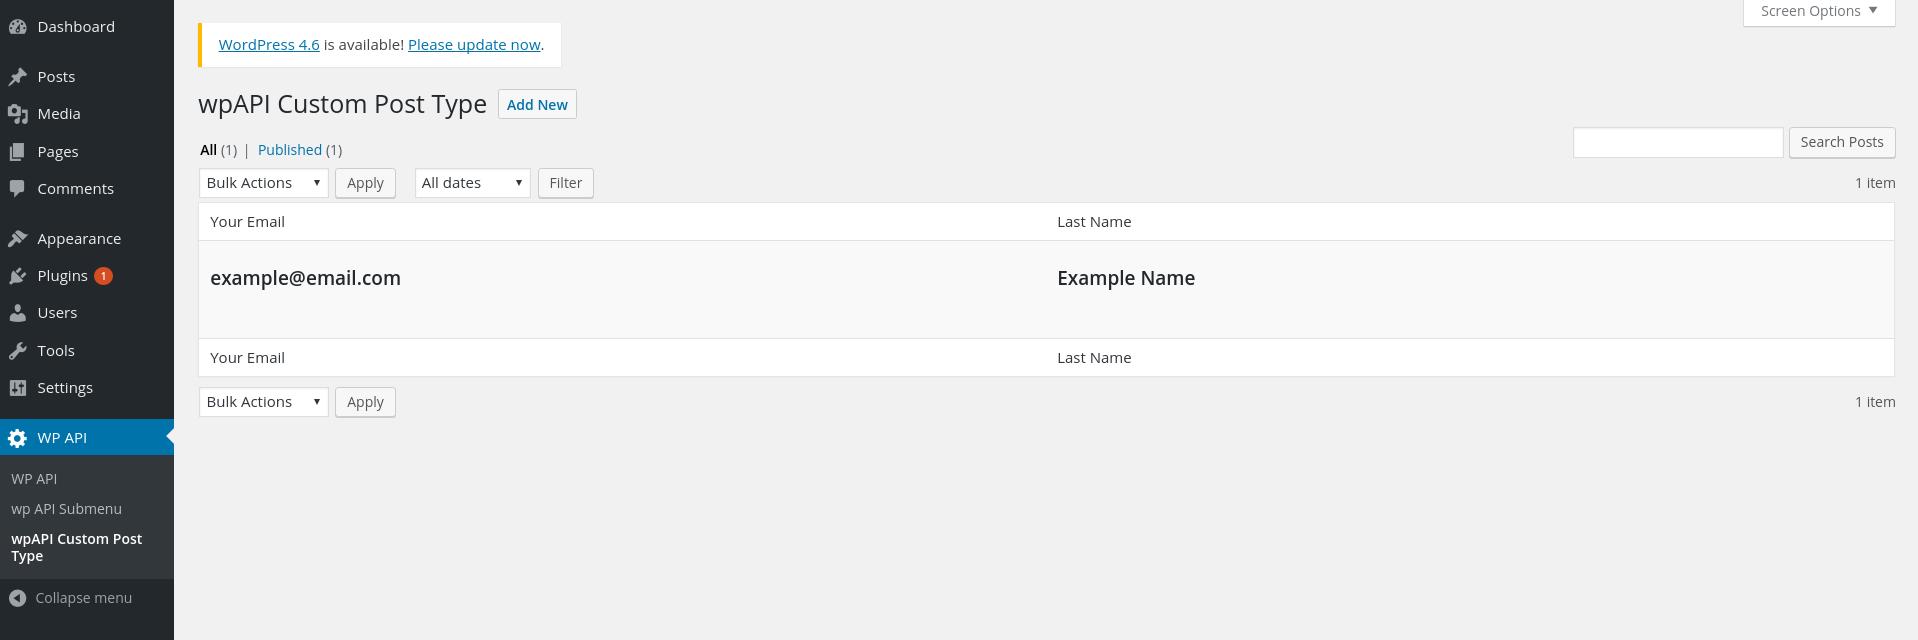 Dashboard
Posts
Media
Pages
Comments
Appearance
Plugins 1
Users
Tools
Settings
WP API
WP API
wp API Submenu
wpAPI Custom Post
Type
Collapse menu
Screen Options
WordPress 4.6 is available! Please update now.
wpAPI Custom Post Type Add New
All (1) | Published (1)
Search Posts
Bulk Actions Apply All dates Filter 1 item
Your Email Last Name
example@email.com Example Name
Your Email Last Name
Bulk Actions Apply 1 item